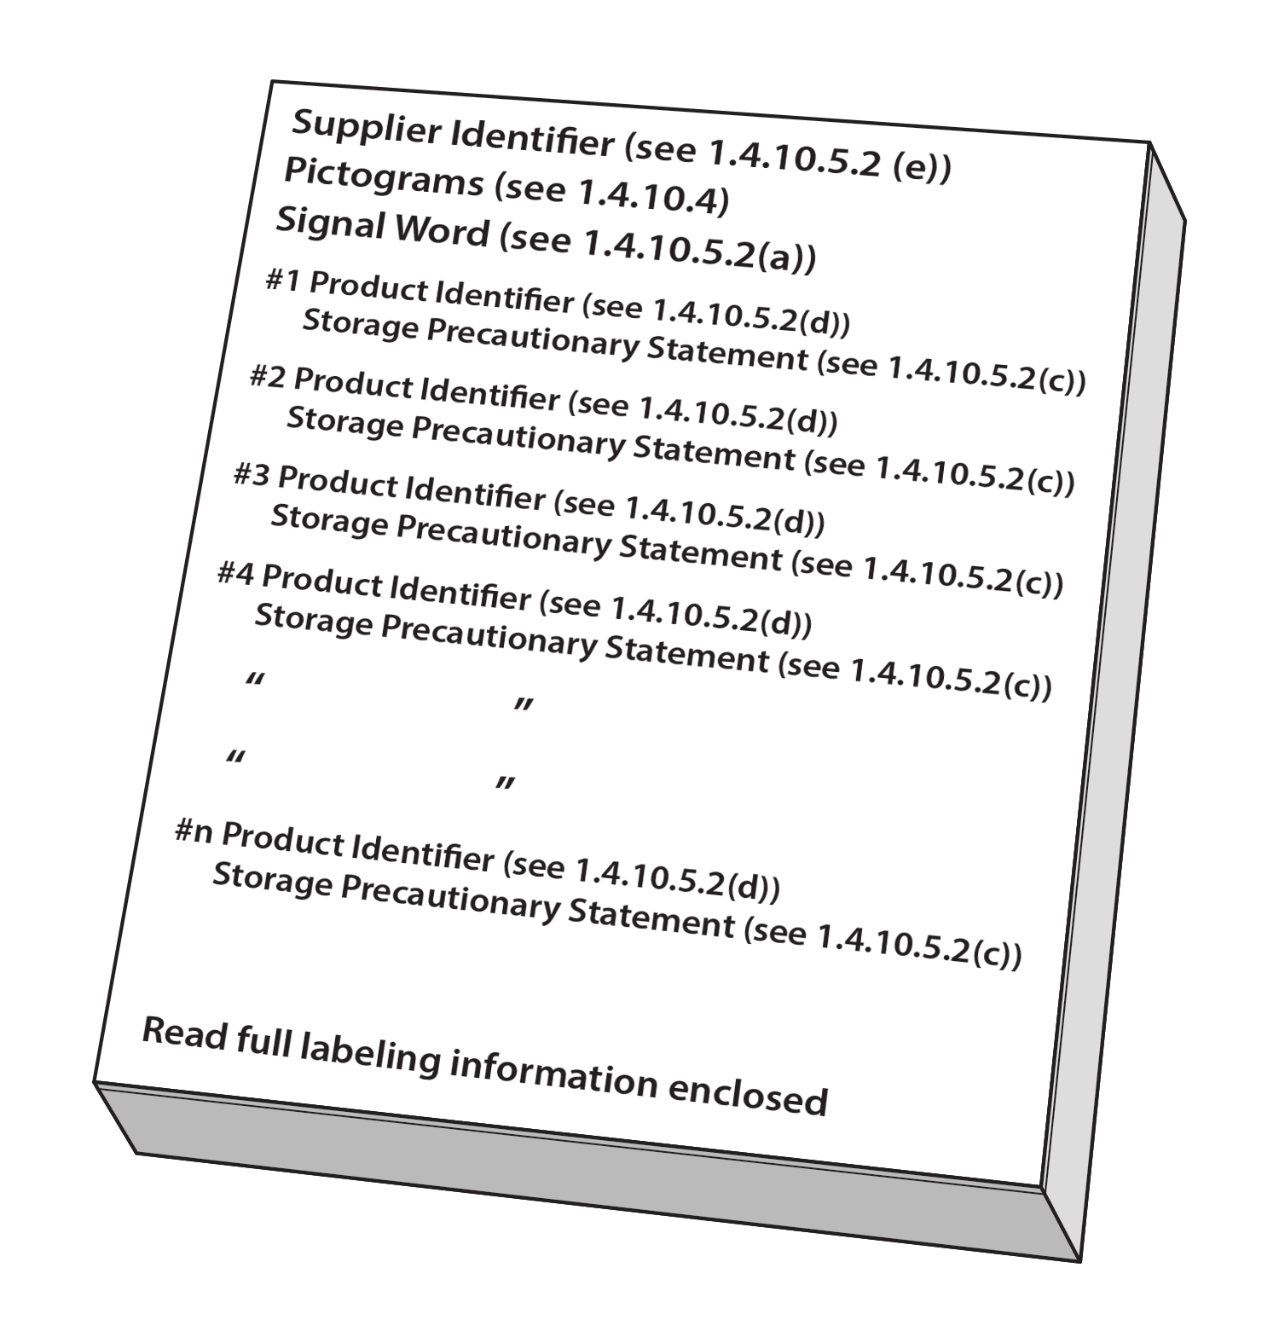 Supplier Identifier (see 1.4.10.5.2 (e))
Pictograms (see 1.4.10.4)
Signal Word (see 1.4.10.5.2(a))
#1 Product Identifier (see 1.4.10.5.2(d))
Storage Precautionary Statement (see 1.4.10.5.2(c))
#2 Product Identifier (see 1.4.10.5.2(d))
Storage Precautionary Statement (see 1.4.10.5.2(c))
#3 Product Identifier (see 1.4.10.5.2(d))
Storage Precautionary Statement (see 1.4.10.5.2(c))
#4 Product Identifier (see 1.4.10.5.2(d))
Storage Precautionary Statement (see 1.4.10.5.2(c))
“ ”
“ ”
#n Product Identifier (see 1.4.10.5.2(d))
Storage Precautionary Statement (see 1.4.10.5.2(c))
Read full labeling information enclosed